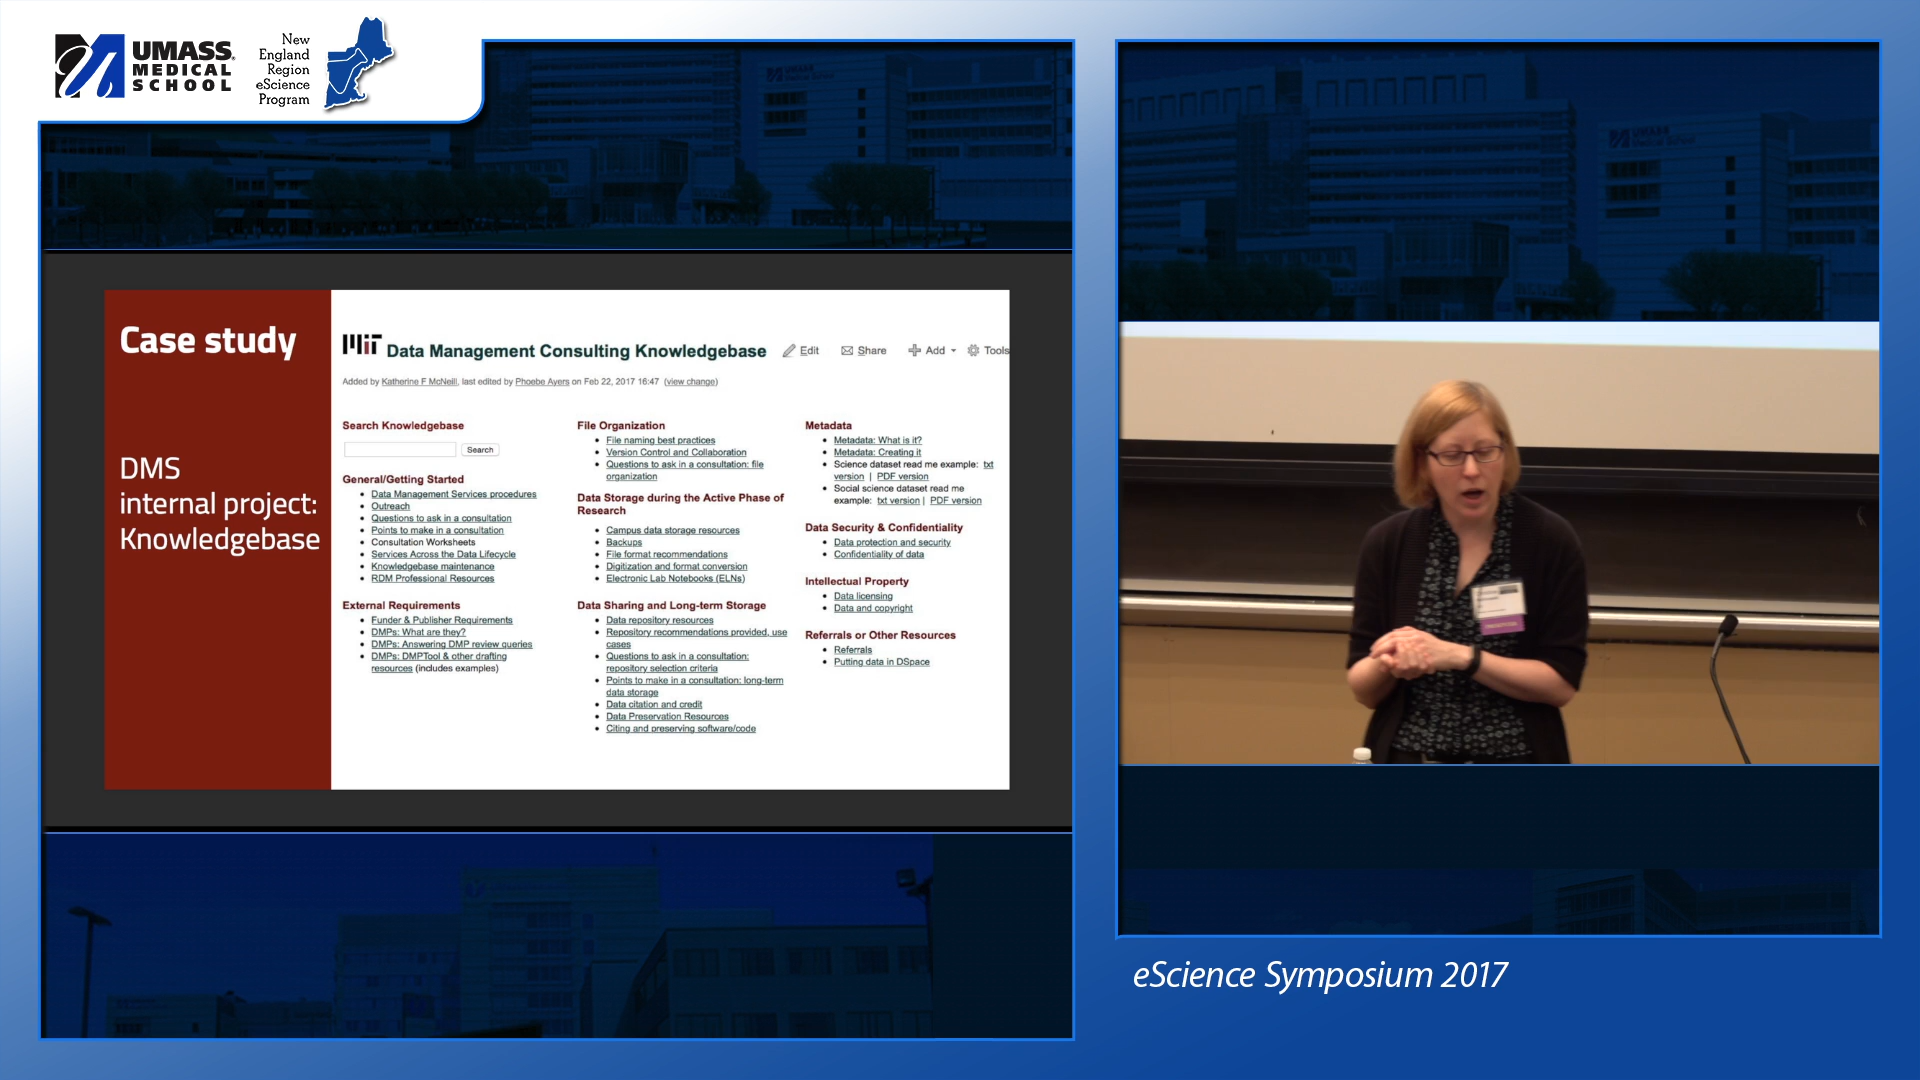 UMASS
MEDICAL
SCHOOL
New
England
Region
eScience
Program
Case study
DMS
internal project:
Knowledgebase
MIT Data Management Consulting Knowledgebase
Edit Share Add Tools
Added by Katherine F McNeill, last edited by Phoebe Ayers on Feb 22, 2017 16:47 (view change)
Search Knowledgebase
Search
General/Getting Started
• Data Management Services procedures
• Outreach
• Questions to ask in a consultation
• Points to make in a consultation
• Consultation Worksheets
• Services Across the Data Lifecycle
• Knowledgebase maintenance
• RDM Professional Resources
External Requirements
• Funder & Publisher Requirements
• DMPs: What are they?
• DMPs: Answering DMP review queries
• DMPs: DMPTool & other drafting
resources (includes examples)
File Organization
• File naming best practices
• Version Control and Collaboration
• Questions to ask in a consultation: file
organization
Data Storage during the Active Phase of
Research
• Campus data storage resources
• Backups
• File format recommendations
• Digitization and format conversion
• Electronic Lab Notebooks (ELNs)
Data Sharing and Long-term Storage
• Data repository resources
• Repository recommendations provided, use
cases
• Questions to ask in a consultation:
repository selection criteria
• Points to make in a consultation: long-term
data storage
• Data citation and credit
• Data Preservation Resources
• Citing and preserving software/code
Metadata
• Metadata: What is it?
• Metadata: Creating it
• Science dataset read me example: txt
version | PDF version
• Social science dataset read me
example: txt version | PDF version
Data Security & Confidentiality
• Data protection and security
• Confidentiality of data
Intellectual Property
• Data licensing
• Data and copyright
Referrals or Other Resources
• Referrals
• Putting data in DSpace
eScience Symposium 2017